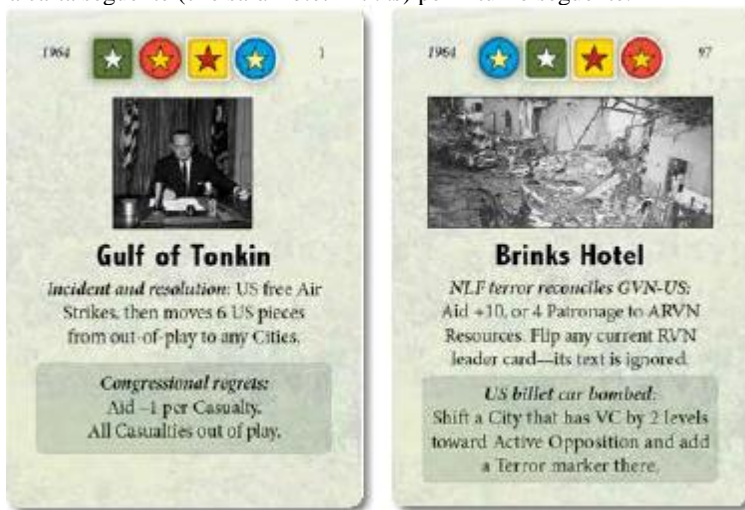 1964
1
Gulf of Tonkin
Incident and resolution: US free Air
Strikes, then moves 6 US pieces
from out-of-play to any Cities.
Congressional regrets:
Aid –1 per Casualty.
All Casualties out of play.
1964
97
Brinks Hotel
NLF terror reconciles GVN-US:
Aid +10, or 4 Patronage to ARVN
Resources. Flip any current RVN
leader card—its text is ignored.
US billet car bombed:
Shift a City that has VC by 2 levels
toward Active Opposition and add
a Terror marker there.